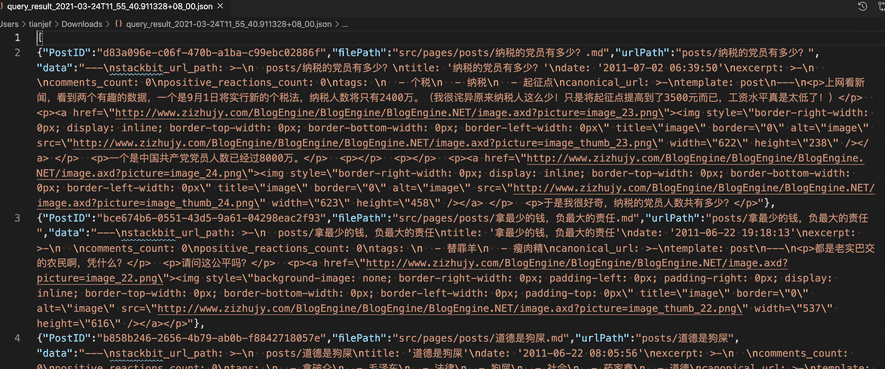 query_result_2021-03-24T11_55_40.911328+08_00.json ×
Users › tianjef › Downloads › {} query_result_2021-03-24T11_55_40.911328+08_00.json › ...
1 [
2 {"PostID":"d83a096e-c06f-470b-a1ba-c99ebc02886f","filePath":"src/pages/posts/纳税的党员有多少？.md","urlPath":"posts/纳税的党员有多少？",
"data":"---\nstackbit_url_path: >-\n  posts/纳税的党员有多少？\ntitle: '纳税的党员有多少？'\ndate: '2011-07-02 06:39:50'\nexcerpt: >-\n
\ncomments_count: 0\npositive_reactions_count: 0\ntags: \n  - 个税\n  - 纳税\n  - 起征点\ncanonical_url: >-\ntemplate: post\n---\n<p>上网看新
闻，看到两个有趣的数据，一个是9月1日将实行新的个税法，纳税人数将只有2400万。（我很诧异原来纳税人这么少！只是将起征点提高到了3500元而已，工资水平真是太低了！）</p>
<p><a href=\"http://www.zizhujy.com/BlogEngine/BlogEngine/BlogEngine.NET/image.axd?picture=image_23.png\"><img style=\"border-right-width:
0px; display: inline; border-top-width: 0px; border-bottom-width: 0px; border-left-width: 0px\" title=\"image\" border=\"0\" alt=\"image\"
src=\"http://www.zizhujy.com/BlogEngine/BlogEngine/BlogEngine.NET/image.axd?picture=image_thumb_23.png\" width=\"622\" height=\"238\" /></
a> </p>  <p>一个是中国共产党党员人数已经过8000万。</p>  <p></p>  <p></p>  <p><a href=\"http://www.zizhujy.com/BlogEngine/BlogEngine/BlogEngine.
NET/image.axd?picture=image_24.png\"><img style=\"border-right-width: 0px; display: inline; border-top-width: 0px; border-bottom-width:
0px; border-left-width: 0px\" title=\"image\" border=\"0\" alt=\"image\" src=\"http://www.zizhujy.com/BlogEngine/BlogEngine/BlogEngine.NET/
image.axd?picture=image_thumb_24.png\" width=\"623\" height=\"458\" /></a> </p>  <p>于是我很好奇，纳税的党员人数共有多少？</p>"},
3 {"PostID":"bce674b6-0551-43d5-9a61-04298eac2f93","filePath":"src/pages/posts/拿最少的钱，负最大的责任.md","urlPath":"posts/拿最少的钱，负最大的责任
","data":"---\nstackbit_url_path: >-\n  posts/拿最少的钱，负最大的责任\ntitle: '拿最少的钱，负最大的责任'\ndate: '2011-06-22 19:18:13'\nexcerpt:
>-\n  \ncomments_count: 0\npositive_reactions_count: 0\ntags: \n  - 替罪羊\n  - 瘦肉精\ncanonical_url: >-\ntemplate: post\n---\n<p>都是老实巴交
的农民啊，凭什么？</p>  <p>请问这公平吗？</p>  <p><a href=\"http://www.zizhujy.com/BlogEngine/BlogEngine/BlogEngine.NET/image.axd?
picture=image_22.png\"><img style=\"background-image: none; border-right-width: 0px; padding-left: 0px; padding-right: 0px; display:
inline; border-top-width: 0px; border-bottom-width: 0px; border-left-width: 0px; padding-top: 0px\" title=\"image\" border=\"0\"
alt=\"image\" src=\"http://www.zizhujy.com/BlogEngine/BlogEngine/BlogEngine.NET/image.axd?picture=image_thumb_22.png\" width=\"537\"
height=\"616\" /></a></p>"},
4 {"PostID":"b858b246-2656-4b79-ab0b-f8842718057e","filePath":"src/pages/posts/道德是狗屎.md","urlPath":"posts/道德是狗屎",
"data":"---\nstackbit_url_path: >-\n  posts/道德是狗屎\ntitle: '道德是狗屎'\ndate: '2011-06-22 08:05:56'\nexcerpt: >-\n  \ncomments_count: